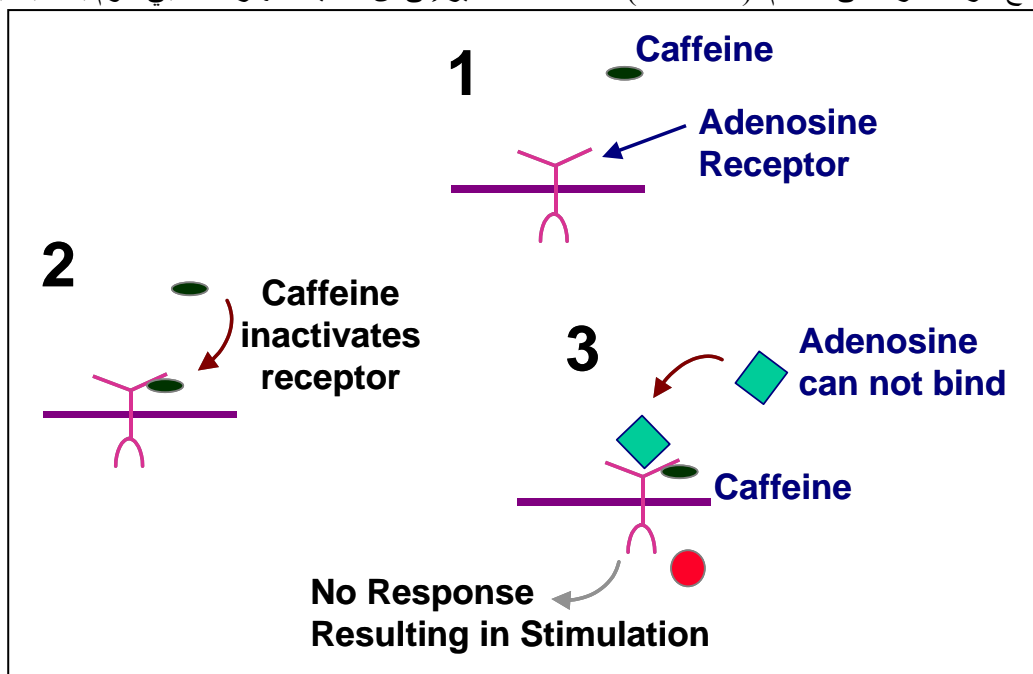 1
Caffeine
Adenosine
Receptor
2
Caffeine
inactivates
receptor
3
Adenosine
can not bind
Caffeine
No Response
Resulting in Stimulation